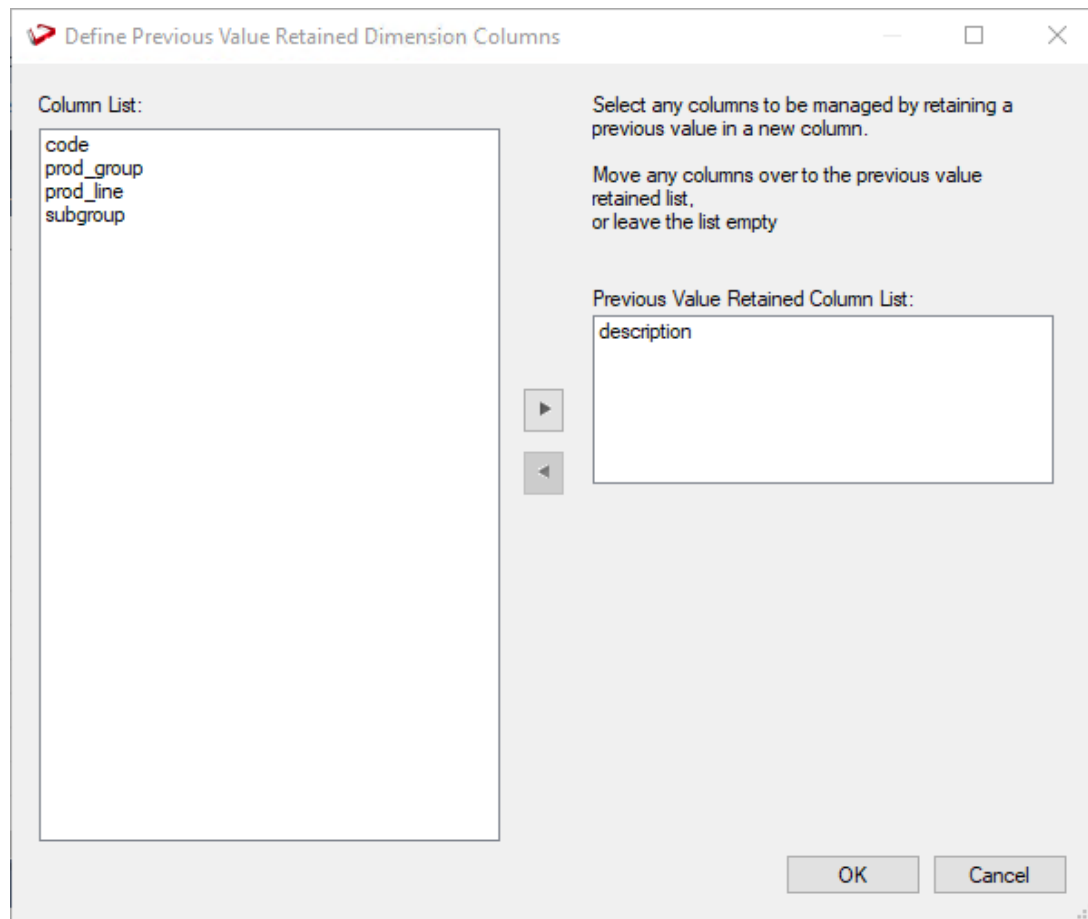 Define Previous Value Retained Dimension Columns
Column List:
code
prod_group
prod_line
subgroup
Select any columns to be managed by retaining a
previous value in a new column.
Move any columns over to the previous value
retained list,
or leave the list empty
Previous Value Retained Column List:
description
OK
Cancel